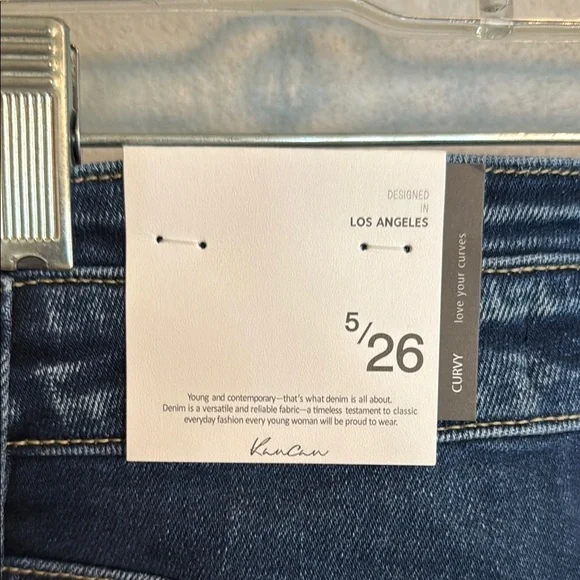 DESIGNED
IN
LOS ANGELES
CURVY love your curves
5/26
Young and contemporary—that's what denim is all about.
Denim is a versatile and reliable fabric—a timeless testament to classic
everyday fashion every young woman will be proud to wear.
KanCan